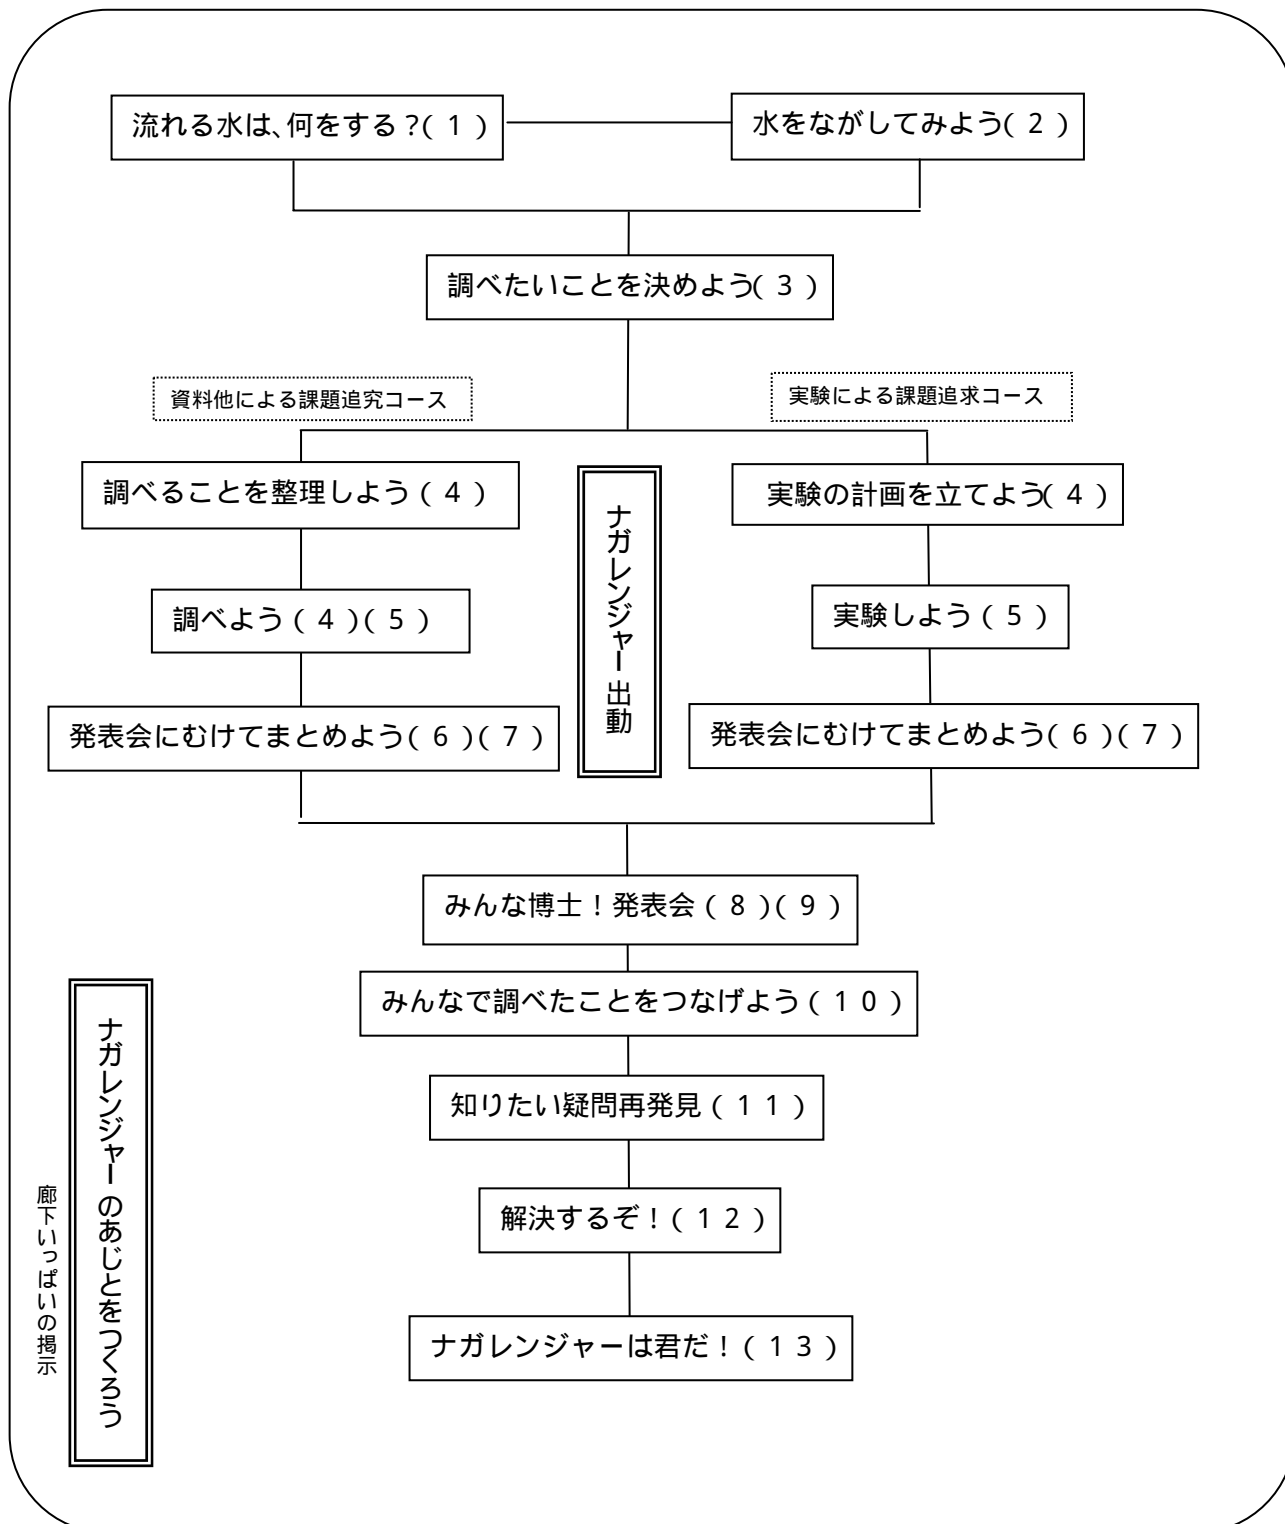 流れる水は、何をする?(1)
水をながしてみよう(2)
調べたいことを決めよう(3)
資料他による課題追究コース
実験による課題追求コース
調べることを整理しよう(4)
実験の計画を立てよう(4)
ナガレンジャー出動
調べよう(4)(5)
実験しよう(5)
発表会にむけてまとめよう(6)(7)
発表会にむけてまとめよう(6)(7)
みんな博士!発表会(8)(9)
みんなで調べたことをつなげよう(10)
知りたい疑問再発見(11)
解決するぞ!(12)
ナガレンジャーは君だ!(13)
ナガレンジャーのあじとをつくろう
廊下いっぱいの掲示